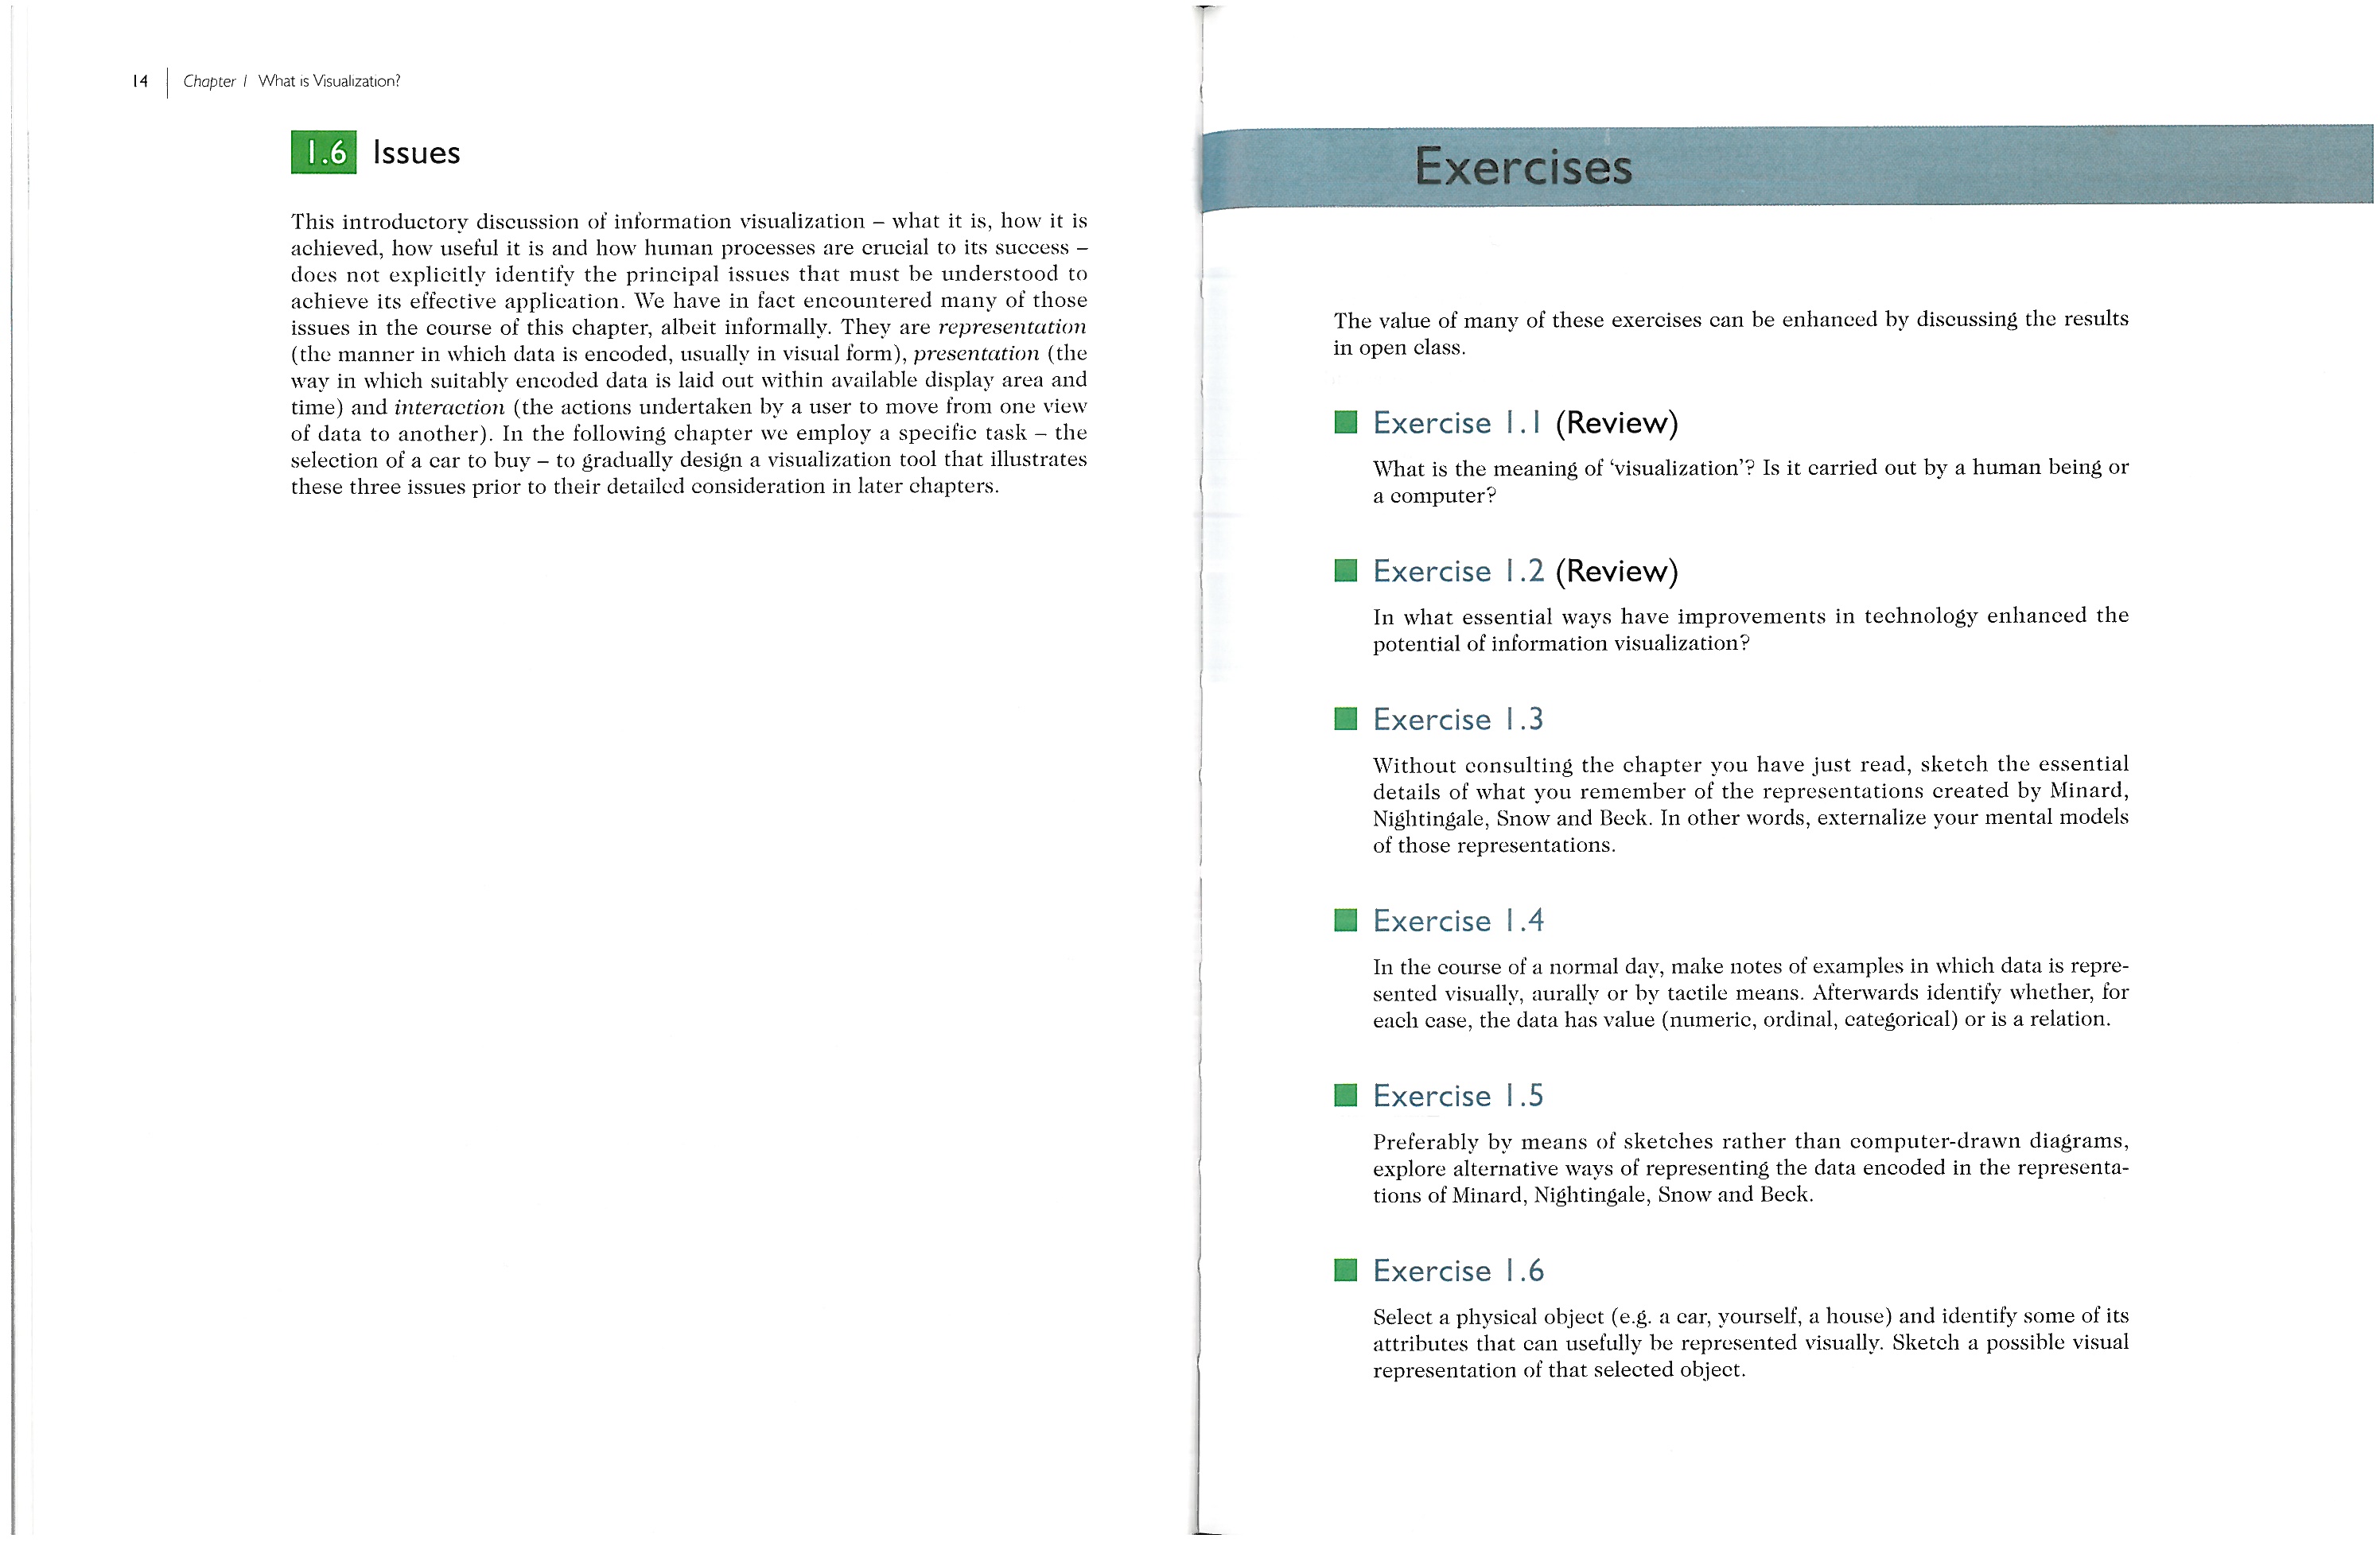 14 | Chapter 1 What is Visualization?
1.6 Issues
This introductory discussion of information visualization – what it is, how it is
achieved, how useful it is and how human processes are crucial to its success –
does not explicitly identify the principal issues that must be understood to
achieve its effective application. We have in fact encountered many of those
issues in the course of this chapter, albeit informally. They are representation
(the manner in which data is encoded, usually in visual form), presentation (the
way in which suitably encoded data is laid out within available display area and
time) and interaction (the actions undertaken by a user to move from one view
of data to another). In the following chapter we employ a specific task – the
selection of a car to buy – to gradually design a visualization tool that illustrates
these three issues prior to their detailed consideration in later chapters.
Exercises
The value of many of these exercises can be enhanced by discussing the results
in open class.
Exercise 1.1 (Review)
What is the meaning of ‘visualization’? Is it carried out by a human being or
a computer?
Exercise 1.2 (Review)
In what essential ways have improvements in technology enhanced the
potential of information visualization?
Exercise 1.3
Without consulting the chapter you have just read, sketch the essential
details of what you remember of the representations created by Minard,
Nightingale, Snow and Beck. In other words, externalize your mental models
of those representations.
Exercise 1.4
In the course of a normal day, make notes of examples in which data is repre-
sented visually, aurally or by tactile means. Afterwards identify whether, for
each case, the data has value (numeric, ordinal, categorical) or is a relation.
Exercise 1.5
Preferably by means of sketches rather than computer-drawn diagrams,
explore alternative ways of representing the data encoded in the representa-
tions of Minard, Nightingale, Snow and Beck.
Exercise 1.6
Select a physical object (e.g. a car, yourself, a house) and identify some of its
attributes that can usefully be represented visually. Sketch a possible visual
representation of that selected object.